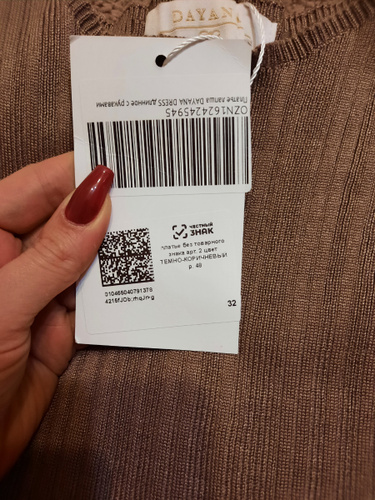 DAYANA
OZN1624245945
Платье лапша DAYANA DRESS длинное с рукавами
ЧЕСТНЫЙ
ЗНАК
платье без товарного
знака арт. 2 цвет
ТЕМНО-КОРИЧНЕВЫЙ
р. 48
32